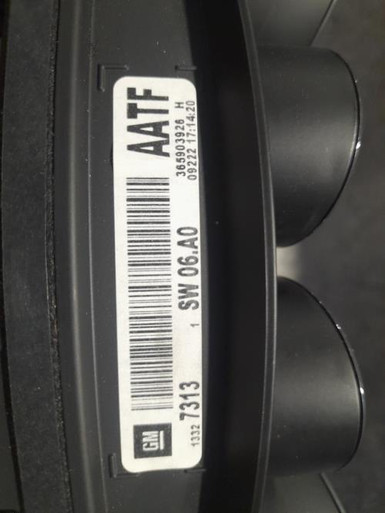 GM
AATF
1332 7313 1 SW 06.A0
365903926 H
09222 17:14:20